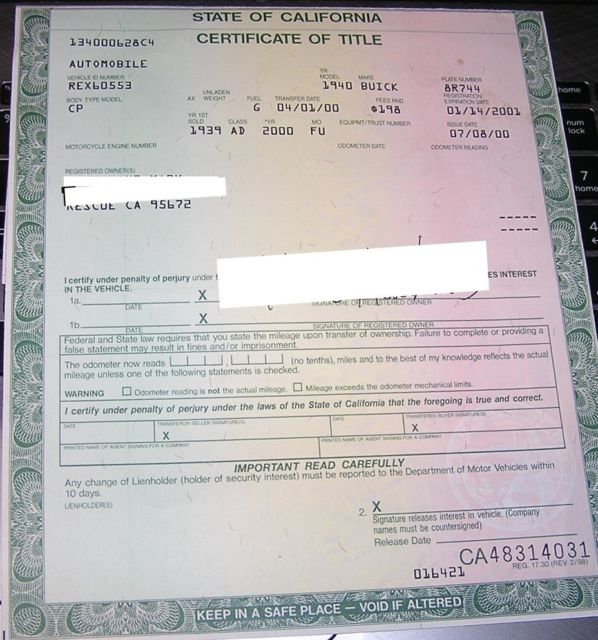 STATE OF CALIFORNIA
CERTIFICATE OF TITLE
134000628C4
AUTOMOBILE
VEHICLE ID NUMBER YR MODEL MAKE PLATE NUMBER
REX60553 1940 BUICK 8R744
BODY TYPE MODEL AX UNLADEN WEIGHT FUEL TRANSFER DATE FEES PAID REGISTRATION EXPIRATION DATE
CP G 04/01/00 $198 01/14/2001
YR 1ST SOLD CLASS *YR MO EQUIPMT/TRUST NUMBER ISSUE DATE
1939 AD 2000 FU 07/08/00
MOTORCYCLE ENGINE NUMBER ODOMETER DATE ODOMETER READING
REGISTERED OWNER(S)
RESCUE CA 95672
I certify under penalty of perjury under ES INTEREST
IN THE VEHICLE.
1a. X
DATE SIGNATURE OF REGISTERED OWNER
1b. X
DATE SIGNATURE OF REGISTERED OWNER
Federal and State law requires that you state the mileage upon transfer of ownership. Failure to complete or providing a
false statement may result in fines and/or imprisonment.
The odometer now reads (no tenths), miles and to the best of my knowledge reflects the actual
mileage unless one of the following statements is checked.
WARNING Odometer reading is not the actual mileage. Mileage exceeds the odometer mechanical limits.
I certify under penalty of perjury under the laws of the State of California that the foregoing is true and correct.
DATE TRANSFEROR/SELLER SIGNATURE(S) DATE TRANSFEREE/BUYER SIGNATURE(S)
X X
PRINTED NAME OF AGENT SIGNING FOR A COMPANY PRINTED NAME OF AGENT SIGNING FOR A COMPANY
IMPORTANT READ CAREFULLY
Any change of Lienholder (holder of security interest) must be reported to the Department of Motor Vehicles within
10 days.
LIENHOLDER(S)
2. X
Signature releases interest in vehicle. (Company
names must be countersigned)
Release Date
CA48314031
016421 REG. 17.30 (REV. 2/98)
KEEP IN A SAFE PLACE — VOID IF ALTERED
home
num
lock
7
home
4